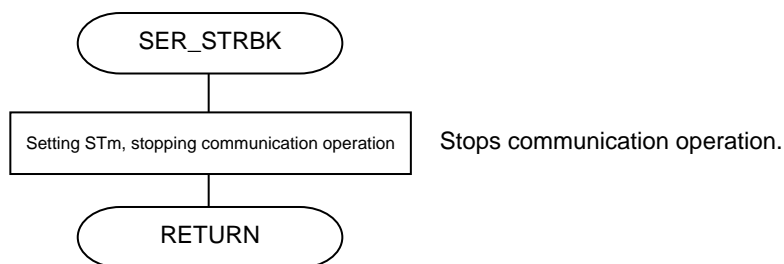 SER_STRBK
Setting STm, stopping communication operation
Stops communication operation.
RETURN